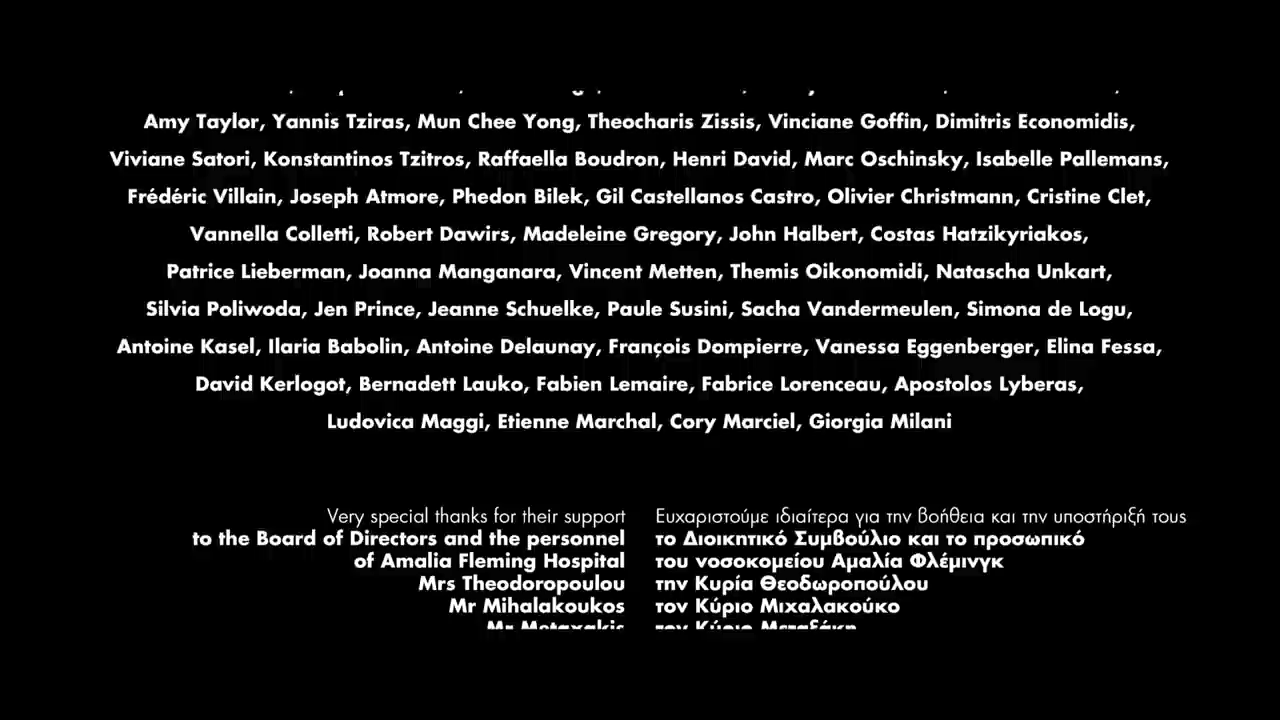 Amy Taylor, Yannis Tziras, Mun Chee Yong, Theocharis Zissis, Vinciane Goffin, Dimitris Economidis,
Viviane Satori, Konstantinos Tzitros, Raffaella Boudron, Henri David, Marc Oschinsky, Isabelle Pallemans,
Frédéric Villain, Joseph Atmore, Phedon Bilek, Gil Castellanos Castro, Olivier Christmann, Cristine Clet,
Vannella Colletti, Robert Dawirs, Madeleine Gregory, John Halbert, Costas Hatzikyriakos,
Patrice Lieberman, Joanna Manganara, Vincent Metten, Themis Oikonomidi, Natascha Unkart,
Silvia Poliwoda, Jen Prince, Jeanne Schuelke, Paule Susini, Sacha Vandermeulen, Simona de Logu,
Antoine Kasel, Ilaria Babolin, Antoine Delaunay, François Dompierre, Vanessa Eggenberger, Elina Fessa,
David Kerlogot, Bernadett Lauko, Fabien Lemaire, Fabrice Lorenceau, Apostolos Lyberas,
Ludovica Maggi, Etienne Marchal, Cory Marciel, Giorgia Milani
Very special thanks for their support Ευχαριστούμε ιδιαίτερα για την βοήθεια και την υποστήριξή τους
to the Board of Directors and the personnel το Διοικητικό Συμβούλιο και το προσωπικό
of Amalia Fleming Hospital του νοσοκομείου Αμαλία Φλέμινγκ
Mrs Theodoropoulou την Κυρία Θεοδωροπούλου
Mr Mihalakoukos τον Κύριο Μιχαλακούκο
Mr Metaxakis τον Κύριο Μεταξάκη